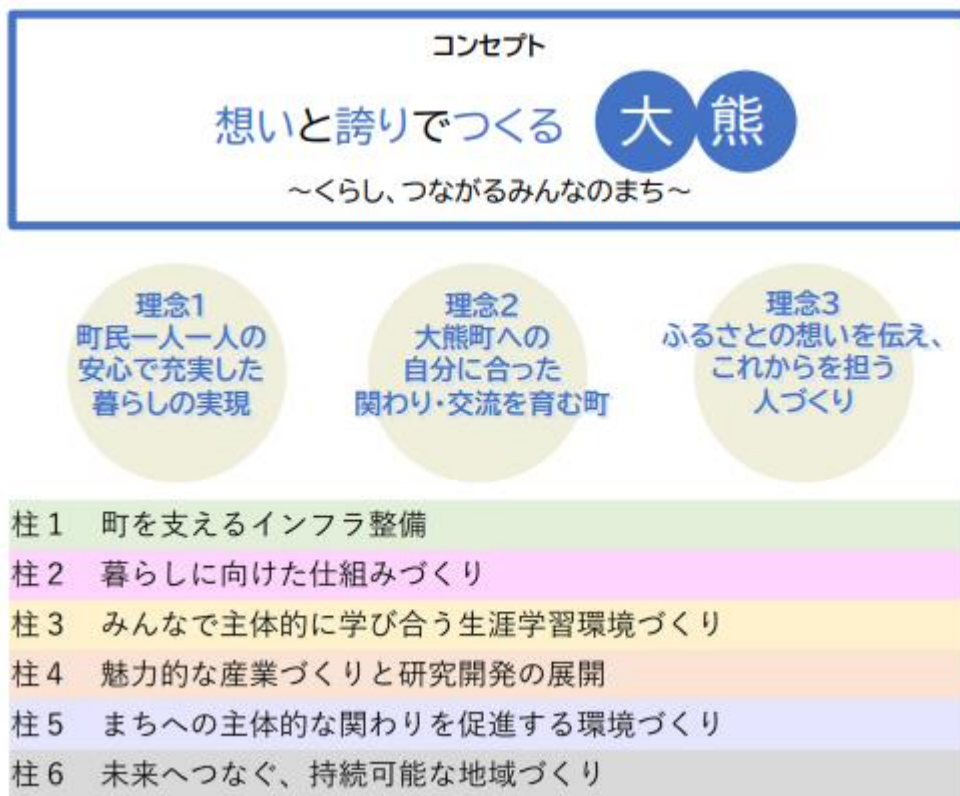 コンセプト
想いと誇りでつくる 大熊
～くらし、つながるみんなのまち～
理念1
町民一人一人の
安心で充実した
暮らしの実現
理念2
大熊町への
自分に合った
関わり・交流を育む町
理念3
ふるさとの想いを伝え、
これからを担う
人づくり
柱1 町を支えるインフラ整備
柱2 暮らしに向けた仕組みづくり
柱3 みんなで主体的に学び合う生涯学習環境づくり
柱4 魅力的な産業づくりと研究開発の展開
柱5 まちへの主体的な関わりを促進する環境づくり
柱6 未来へつなぐ、持続可能な地域づくり